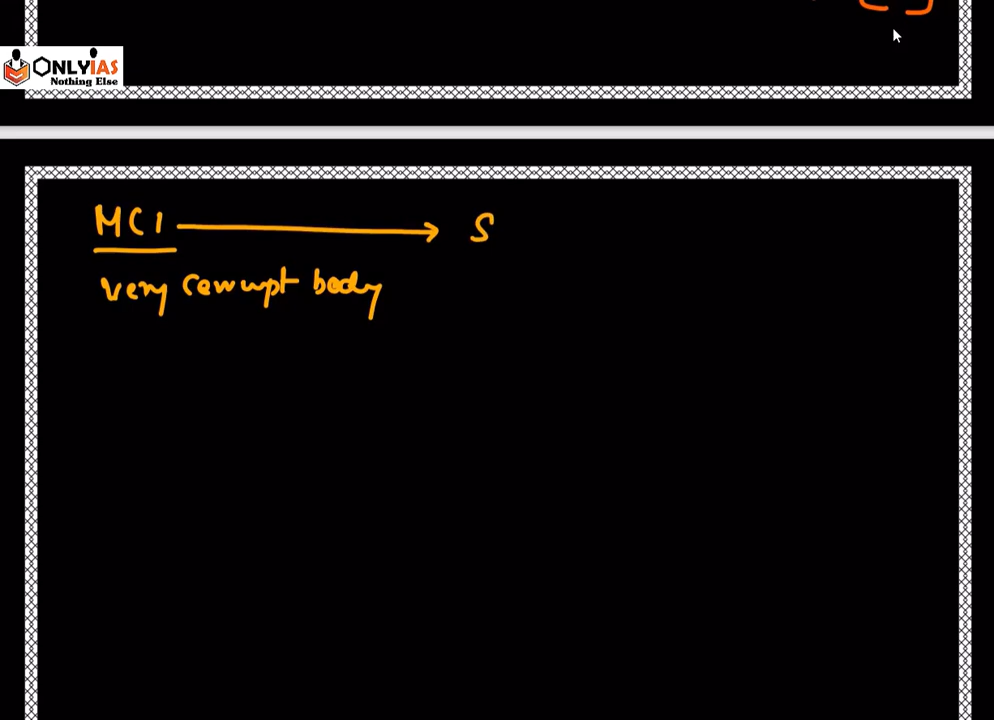 ONLYIAS
Nothing Else
MCI → S
very corrupt body